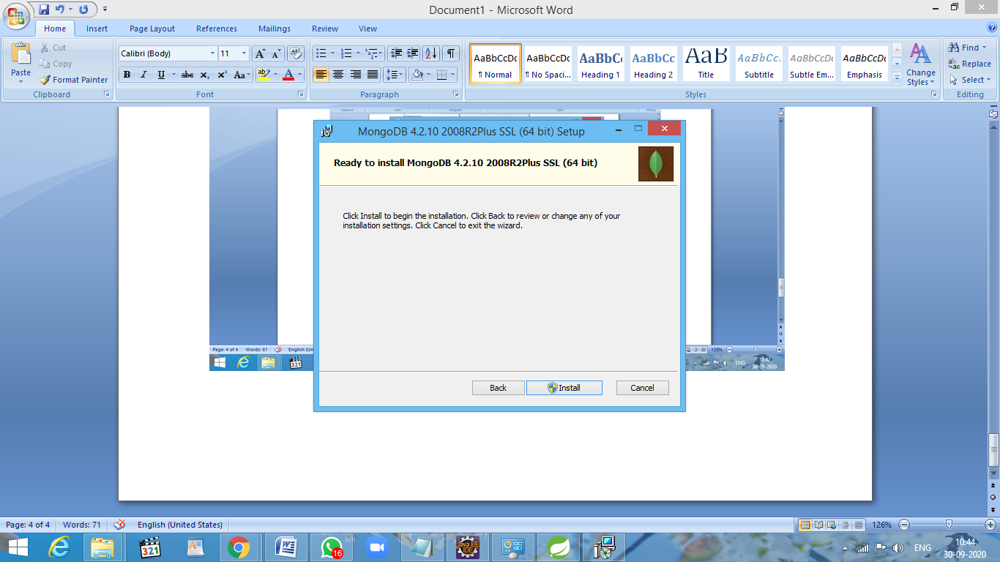 Document1 - Microsoft Word
Home Insert Page Layout References Mailings Review View
Paste
Cut
Copy
Format Painter
Clipboard
Calibri (Body) 11
Font
Paragraph
AaBbCcDc AaBbCcDc AaBbC AaBbCc AaB AaBbCc. AaBbCcDc AaBbCcDc
¶ Normal ¶ No Spaci... Heading 1 Heading 2 Title Subtitle Subtle Em... Emphasis
Change
Styles
Styles
Find
Replace
Select
Editing
MongoDB 4.2.10 2008R2Plus SSL (64 bit) Setup
Ready to install MongoDB 4.2.10 2008R2Plus SSL (64 bit)
Click Install to begin the installation. Click Back to review or change any of your
installation settings. Click Cancel to exit the wizard.
Back Install Cancel
Page: 4 of 4 Words: 61 126%
ENG 30-09-2020
Page: 4 of 4 Words: 71 English (United States) 126%
321 16 Java EE IDE ENG 10:44
30-09-2020